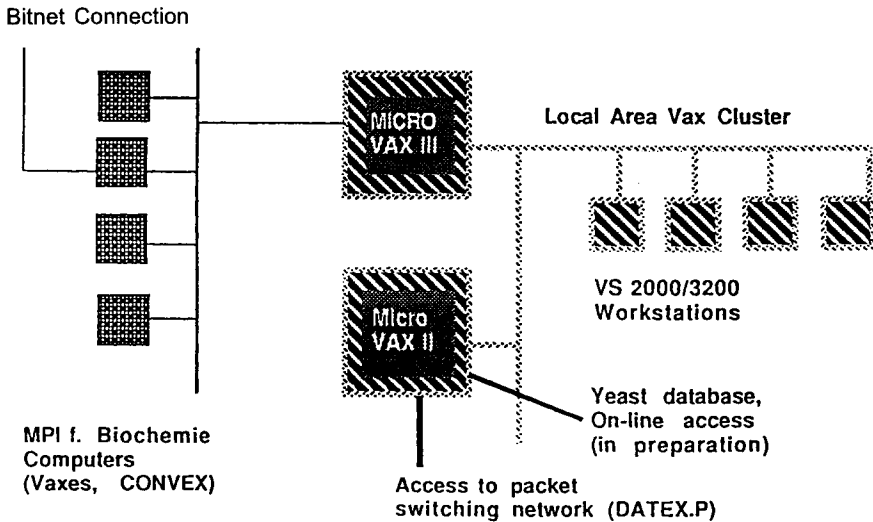 Bitnet Connection
MICRO
VAX III
Local Area Vax Cluster
VS 2000/3200
Workstations
Micro
VAX II
Yeast database,
On-line access
(in preparation)
MPI f. Biochemie
Computers
(Vaxes, CONVEX)
Access to packet
switching network (DATEX.P)